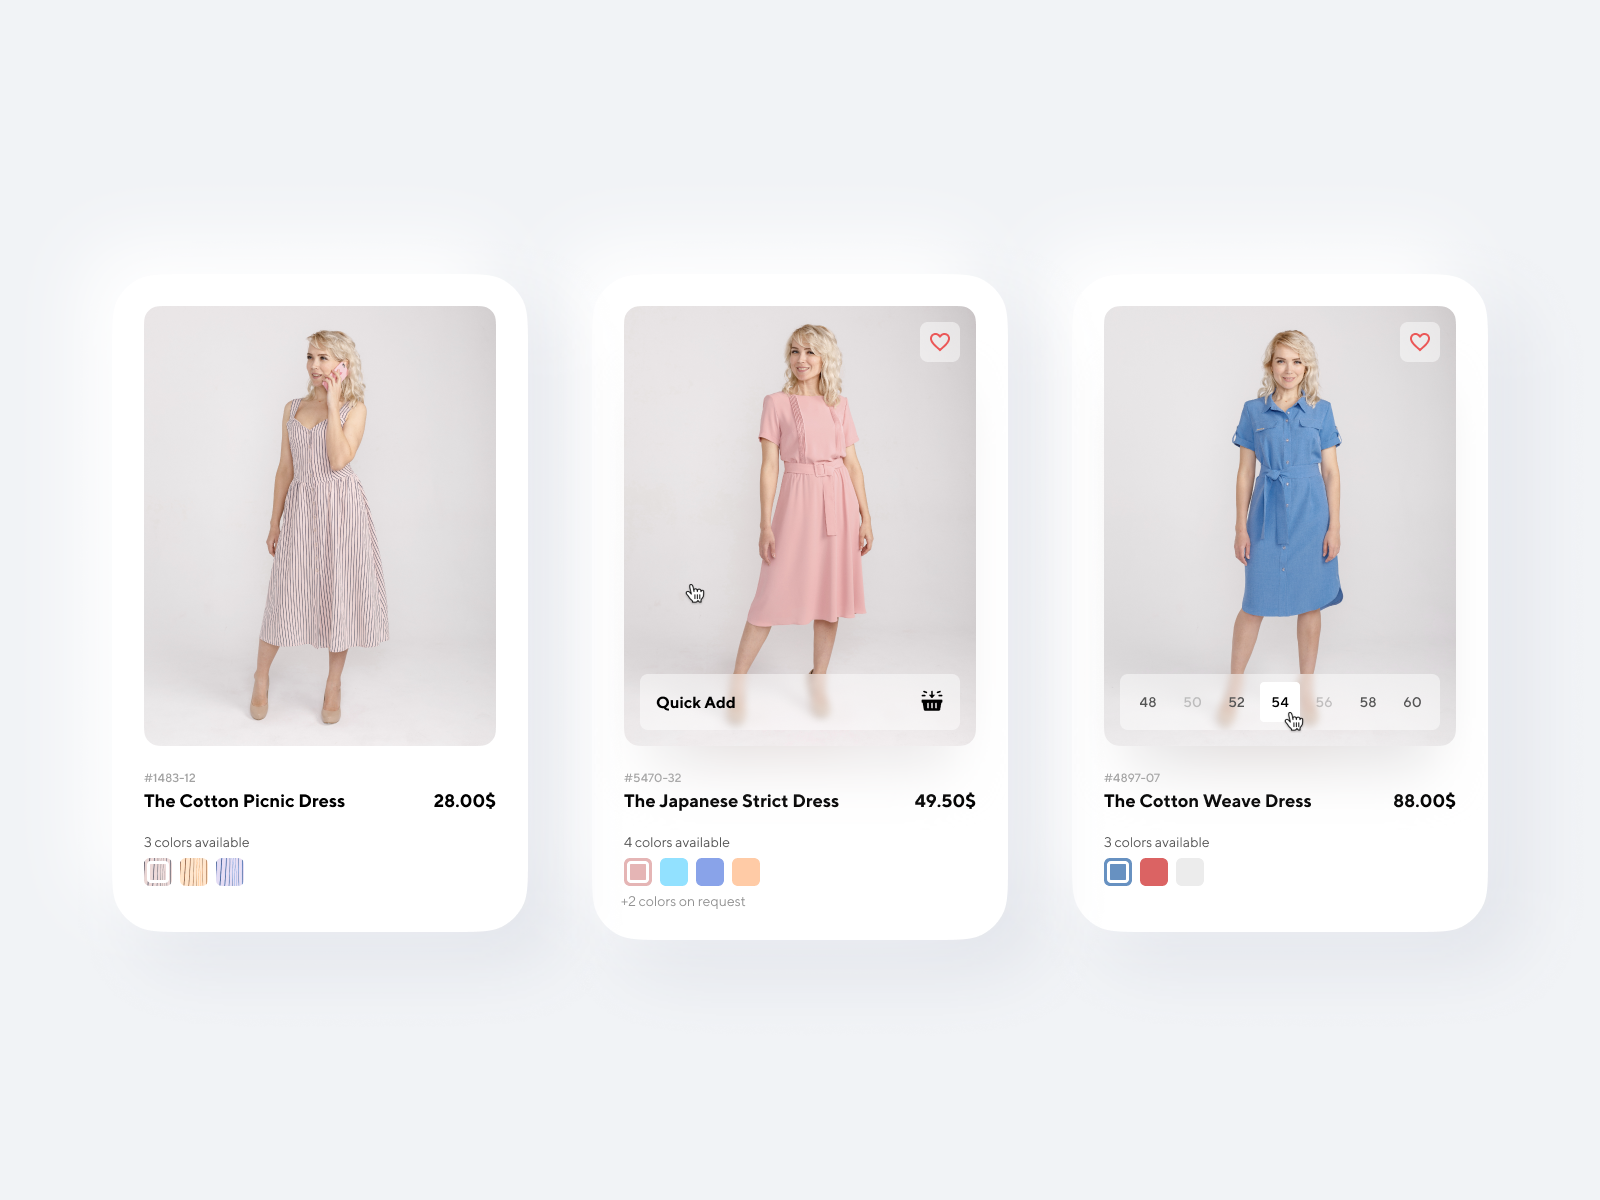 Quick Add
48 50 52 54 56 58 60
#1483-12
The Cotton Picnic Dress 28.00$
3 colors available
#5470-32
The Japanese Strict Dress 49.50$
4 colors available
+2 colors on request
#4897-07
The Cotton Weave Dress 88.00$
3 colors available